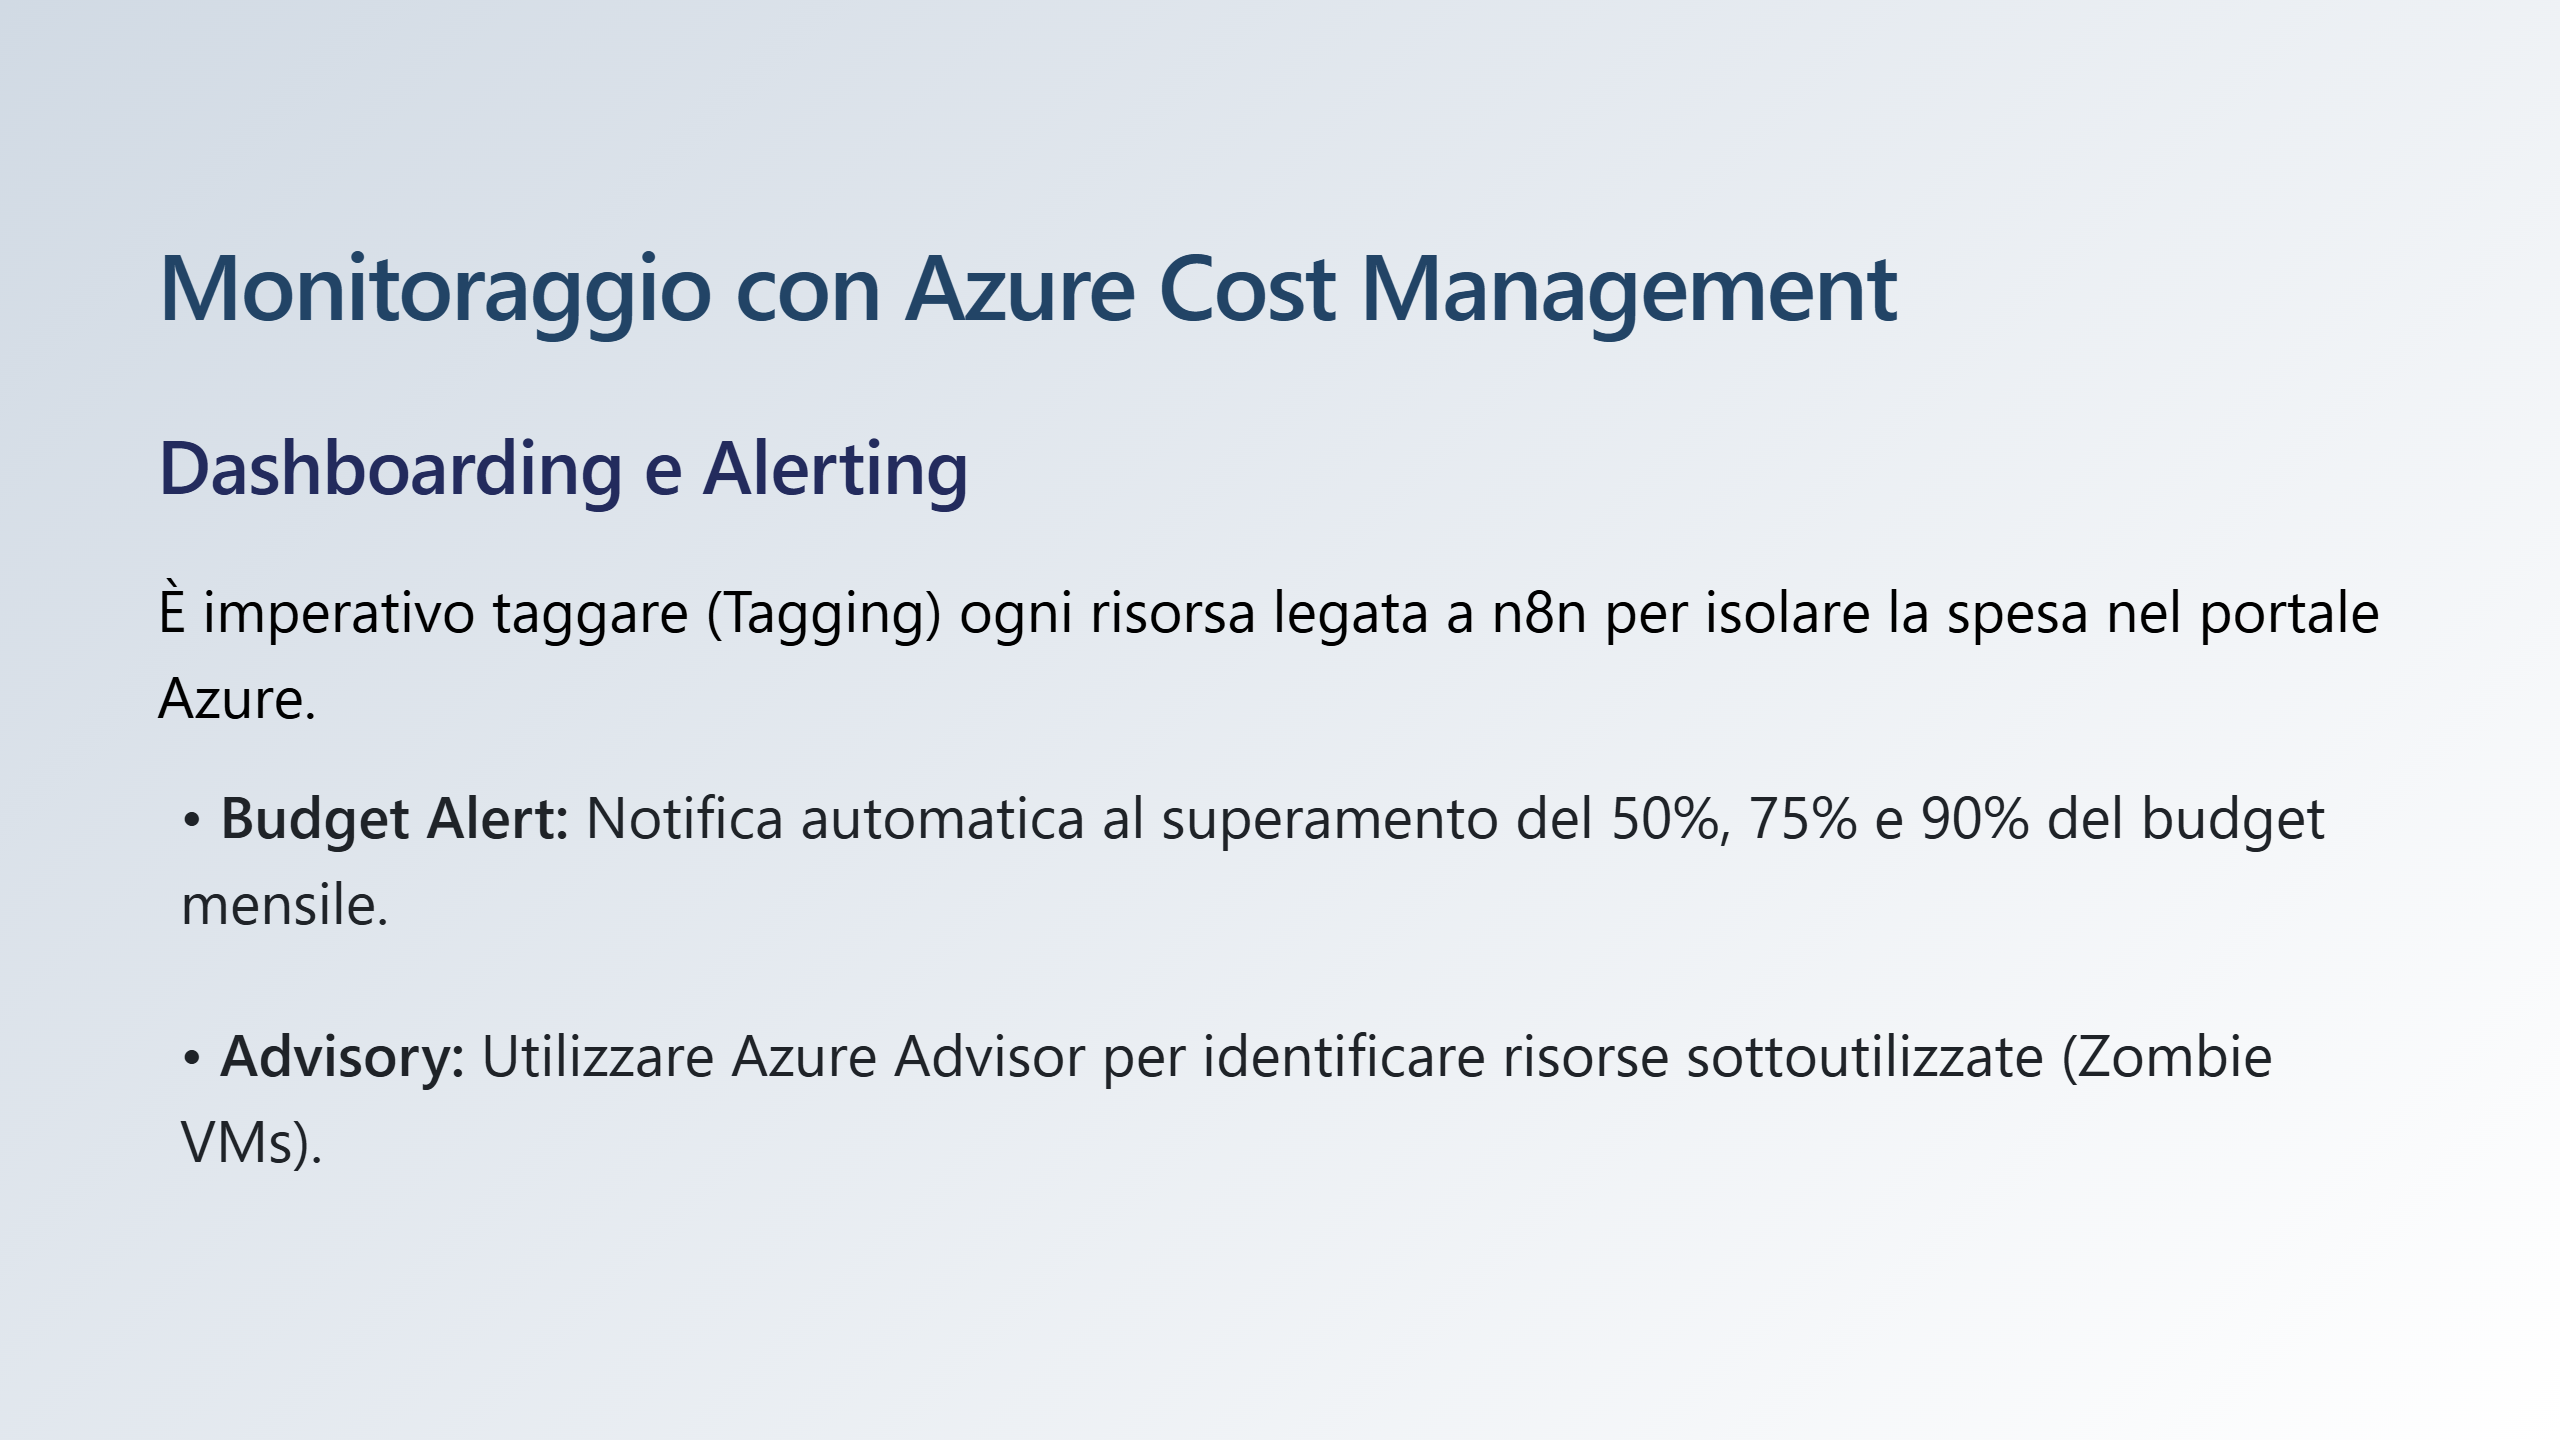 Monitoraggio con Azure Cost Management
Dashboarding e Alerting
È imperativo taggare (Tagging) ogni risorsa legata a n8n per isolare la spesa nel portale
Azure.
• Budget Alert: Notifica automatica al superamento del 50%, 75% e 90% del budget
mensile.
• Advisory: Utilizzare Azure Advisor per identificare risorse sottoutilizzate (Zombie
VMs).